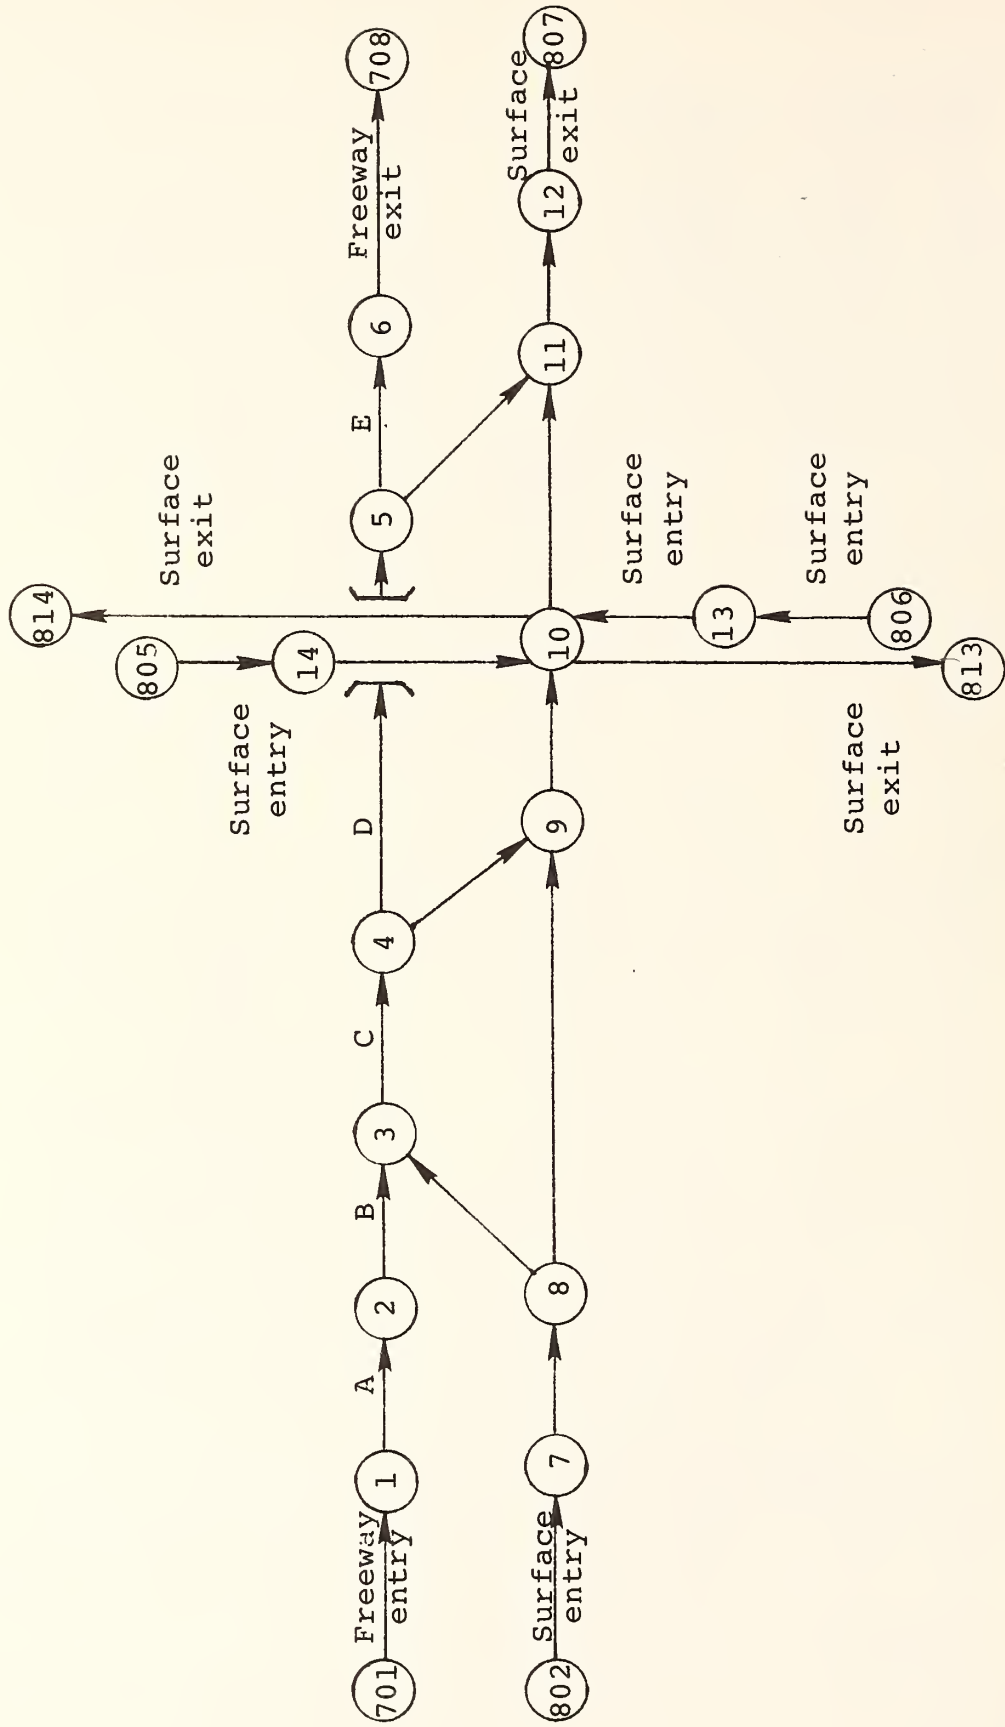 814
805
Surface
exit
Surface
entry
14
Freeway
entry
A
B
C
D
E
Freeway
exit
701
1
2
3
4
5
6
708
Surface
entry
Surface
exit
802
7
8
9
10
11
12
807
Surface
entry
13
Surface
entry
Surface
exit
806
813